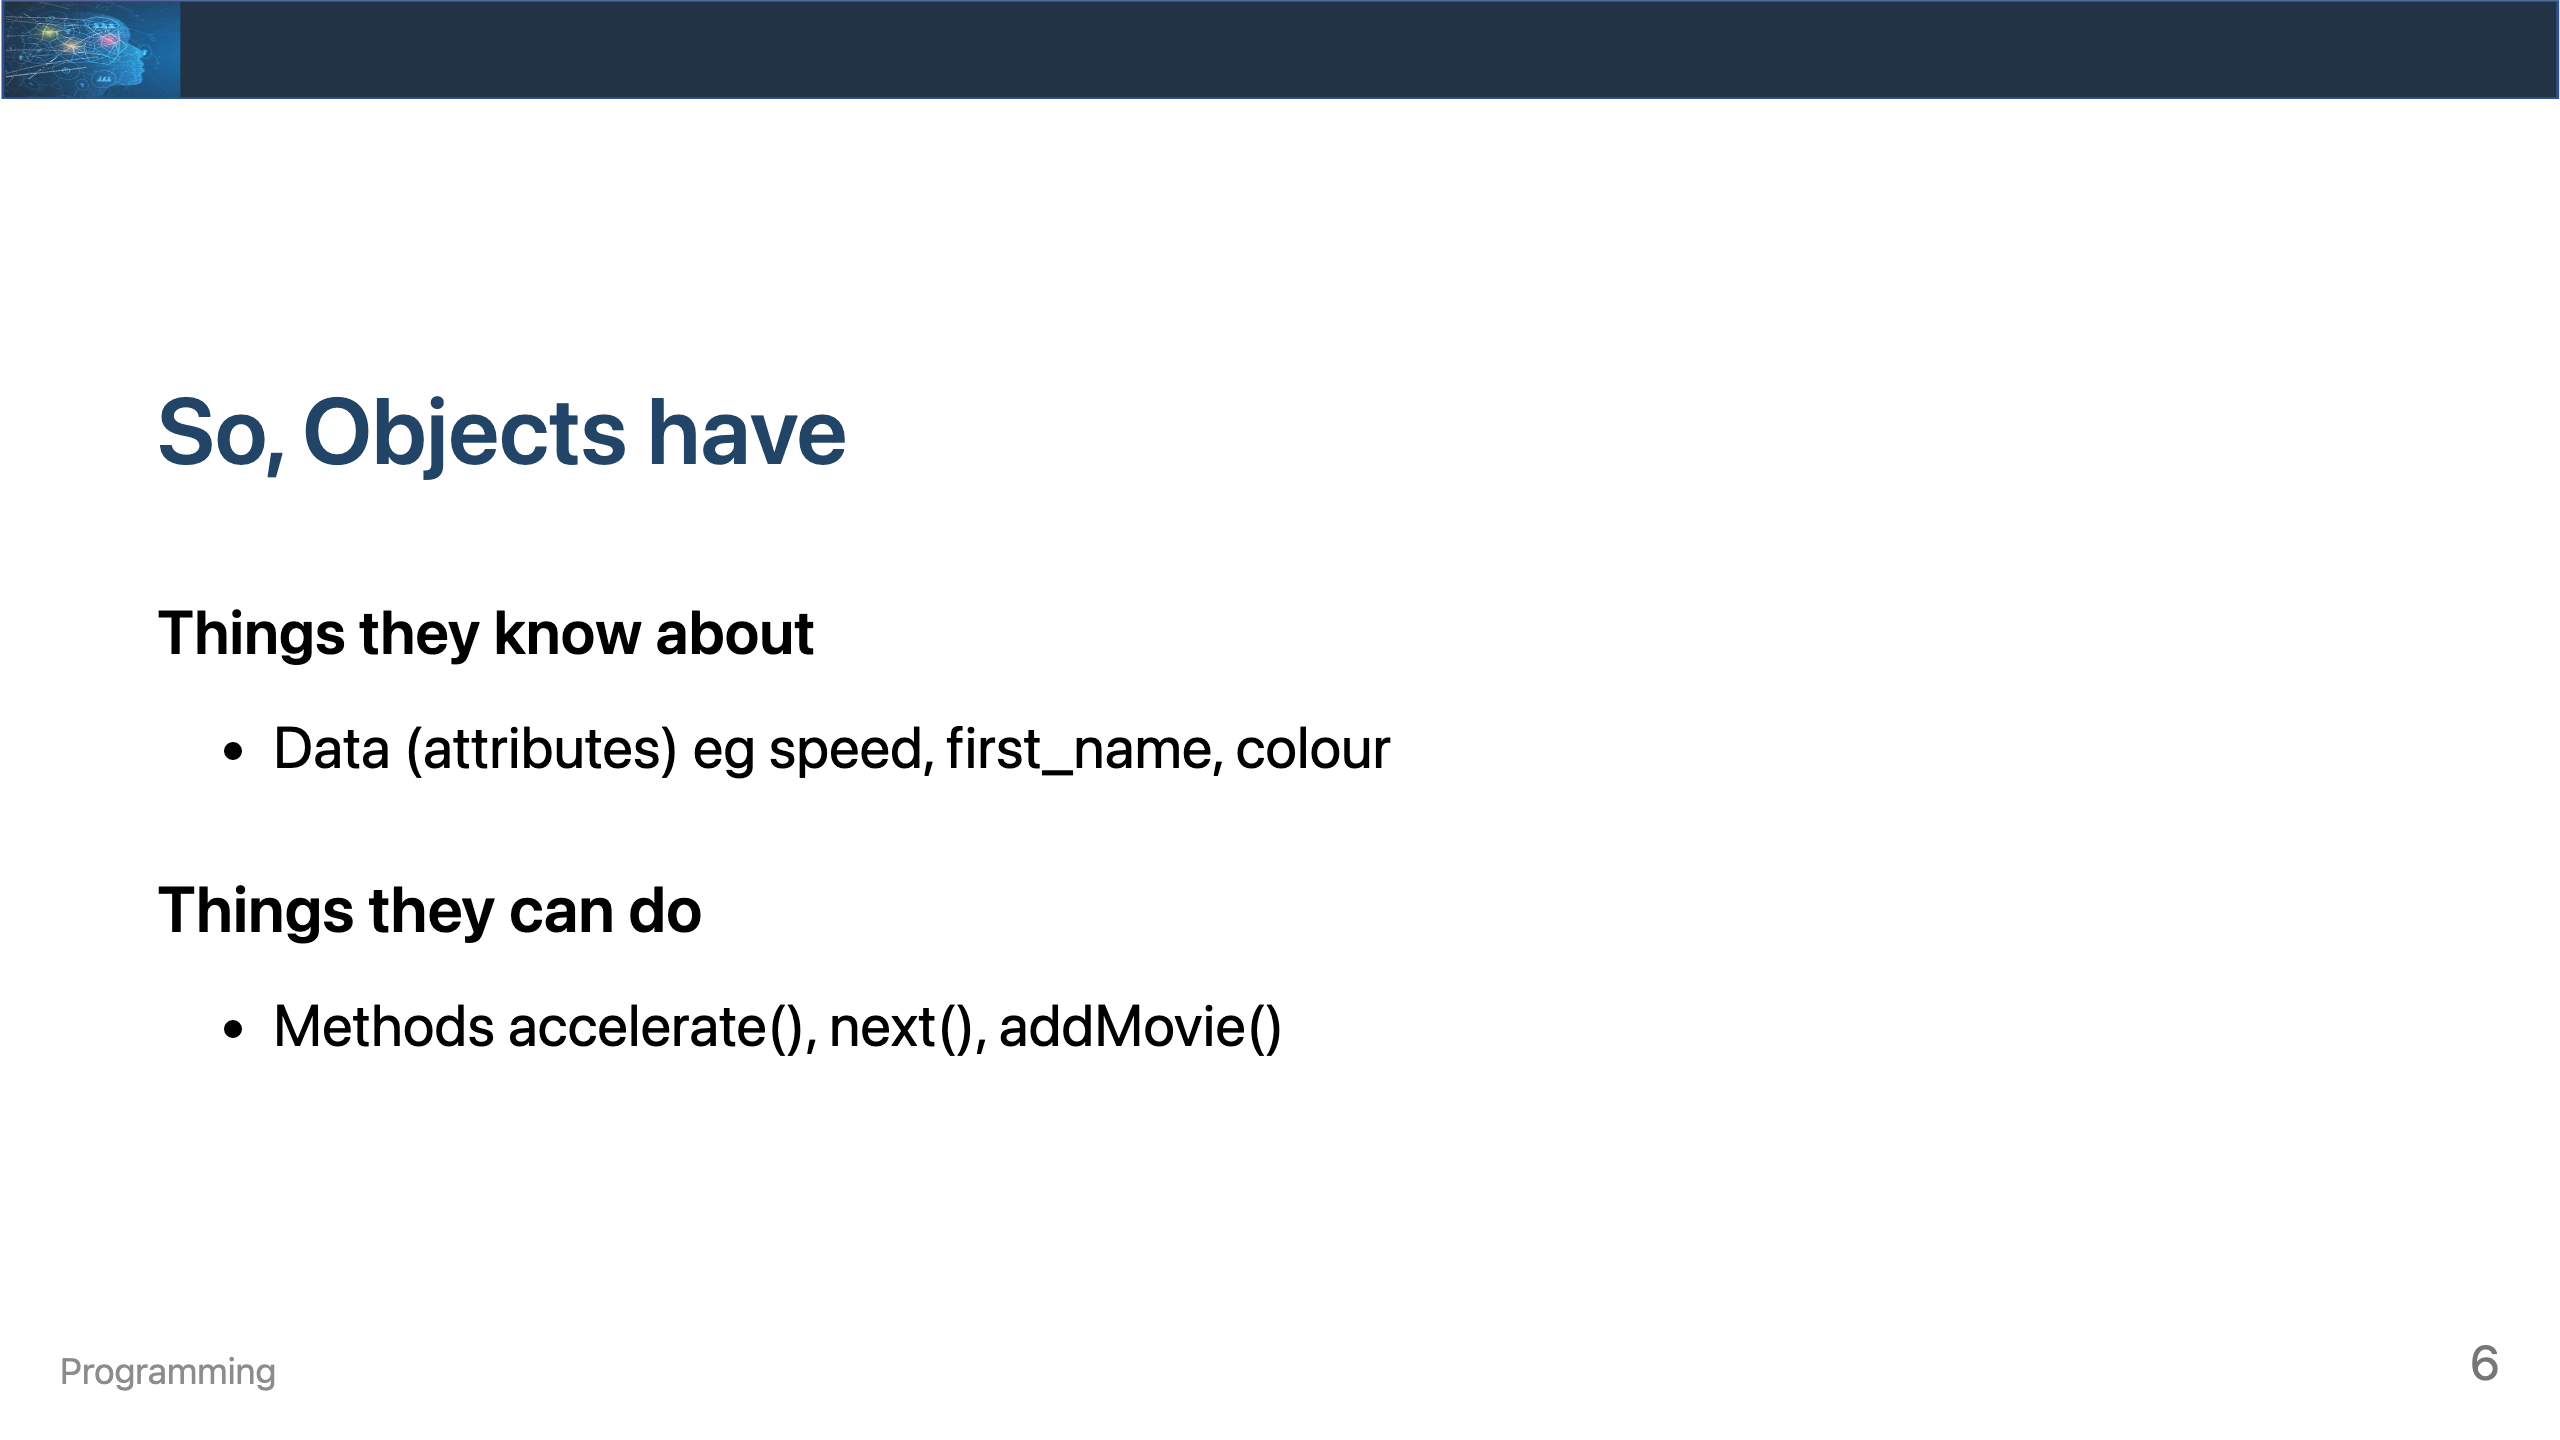 So, Objects have
Things they know about
• Data (attributes) eg speed, first_name, colour
Things they can do
• Methods accelerate(), next(), addMovie()
Programming
6